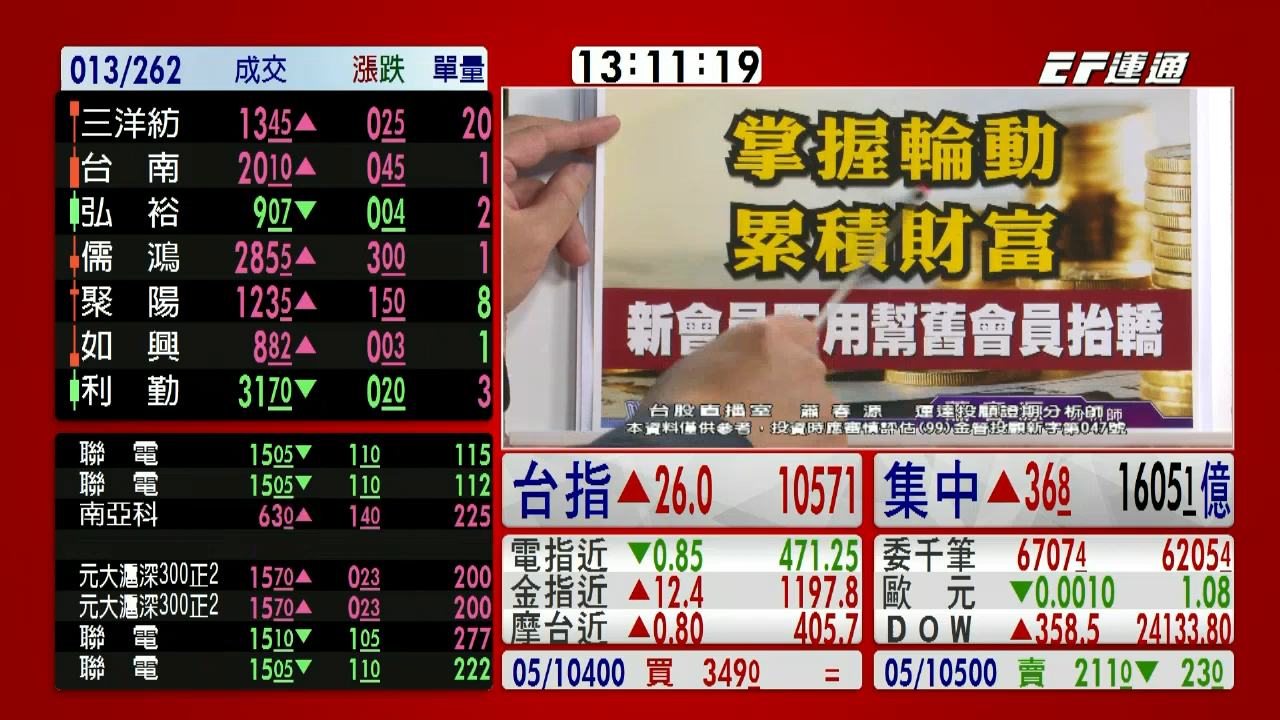 013/262 成交 漲跌 單量
三洋紡 1345▲ 025 20
台南 2010▲ 045 1
弘裕 907▼ 004 2
儒鴻 2855▲ 300 1
聚陽 1235▲ 150 8
如興 882▲ 003 1
利勤 3170▼ 020 3
聯電 1505▼ 110 115
聯電 1505▼ 110 112
南亞科 630▲ 140 225
元大滬深300正2 1570▲ 023 200
元大滬深300正2 1570▲ 023 200
聯電 1510▼ 105 277
聯電 1505▼ 110 222
13:11:19
EF運通
掌握輪動
累積財富
新會員 用幫舊會員抬轎
台股直播室 蕭春源 運達投顧證期分析師
本資料僅供參考,投資時應審慎評估(99)金管投顧新字第047號
台指▲26.0 10571
電指近 ▼0.85 471.25
金指近 ▲12.4 1197.8
摩台近 ▲0.80 405.7
05/10400 買 3490 =
集中▲368 16051億
委千筆 67074 62054
歐元 ▼0.0010 1.08
DOW ▲358.5 24133.80
05/10500 賣 2110▼ 230